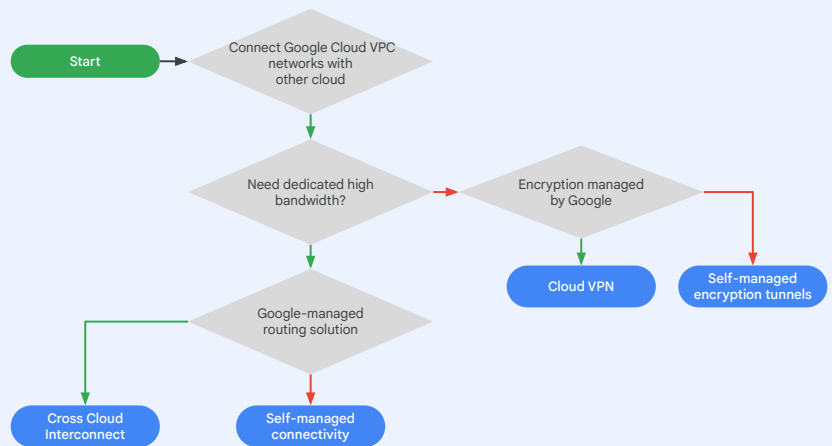 Start
Connect Google Cloud VPC
networks with
other cloud
Need dedicated high
bandwidth?
Encryption managed
by Google
Cloud VPN
Self-managed
encryption tunnels
Google-managed
routing solution
Cross Cloud
Interconnect
Self-managed
connectivity